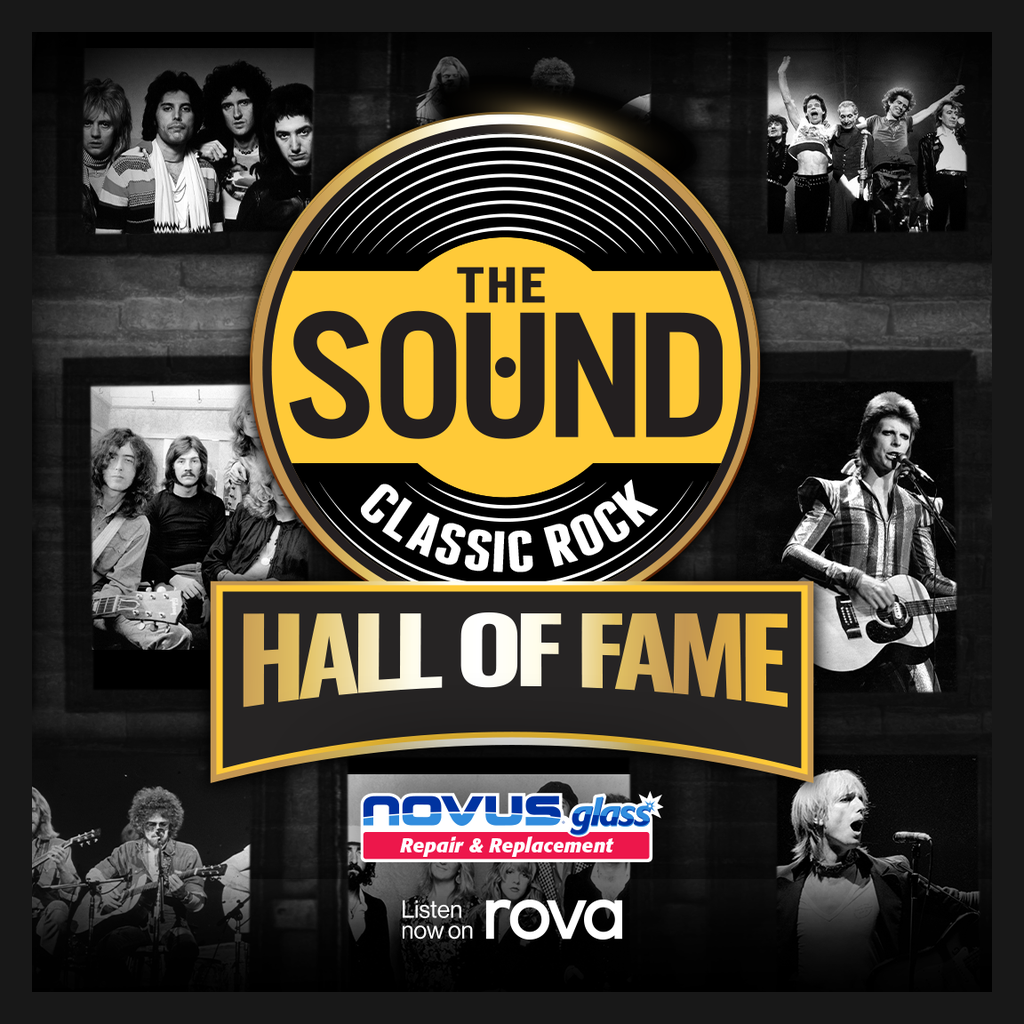 THE
SOUND
CLASSIC ROCK
HALL OF FAME
novus glass
Repair & Replacement
Listen
now on
rova